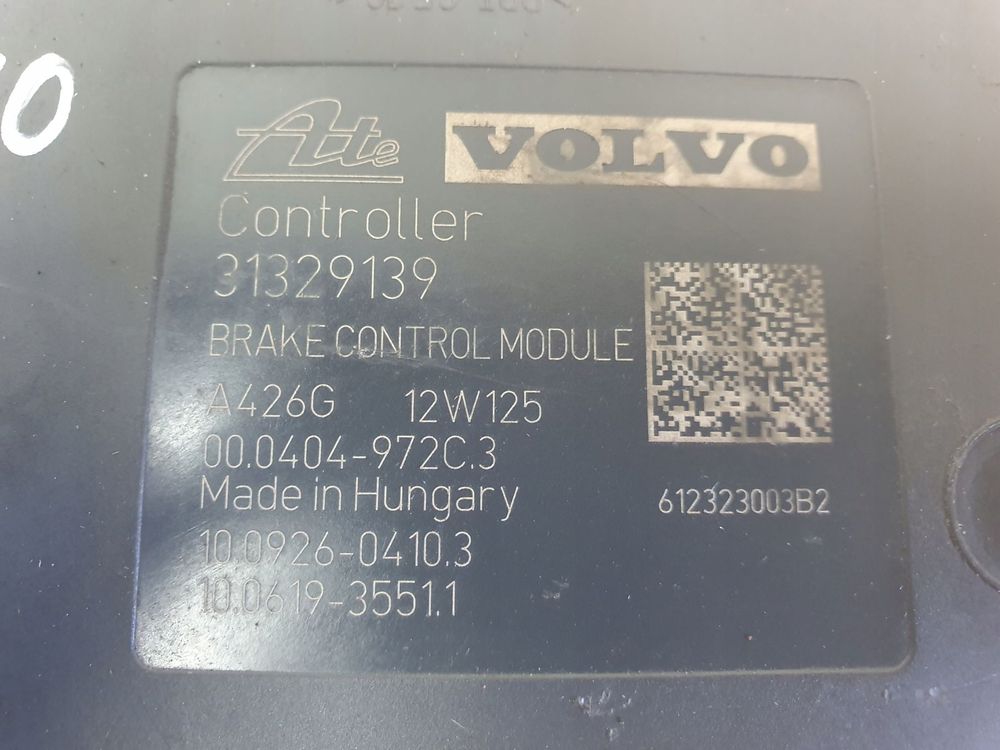 Ate VOLVO
Controller
31329139
BRAKE CONTROL MODULE
A426G 12W125
00.0404-972C.3
Made in Hungary
612323003B2
10.0926-0410.3
10.0619-3551.1